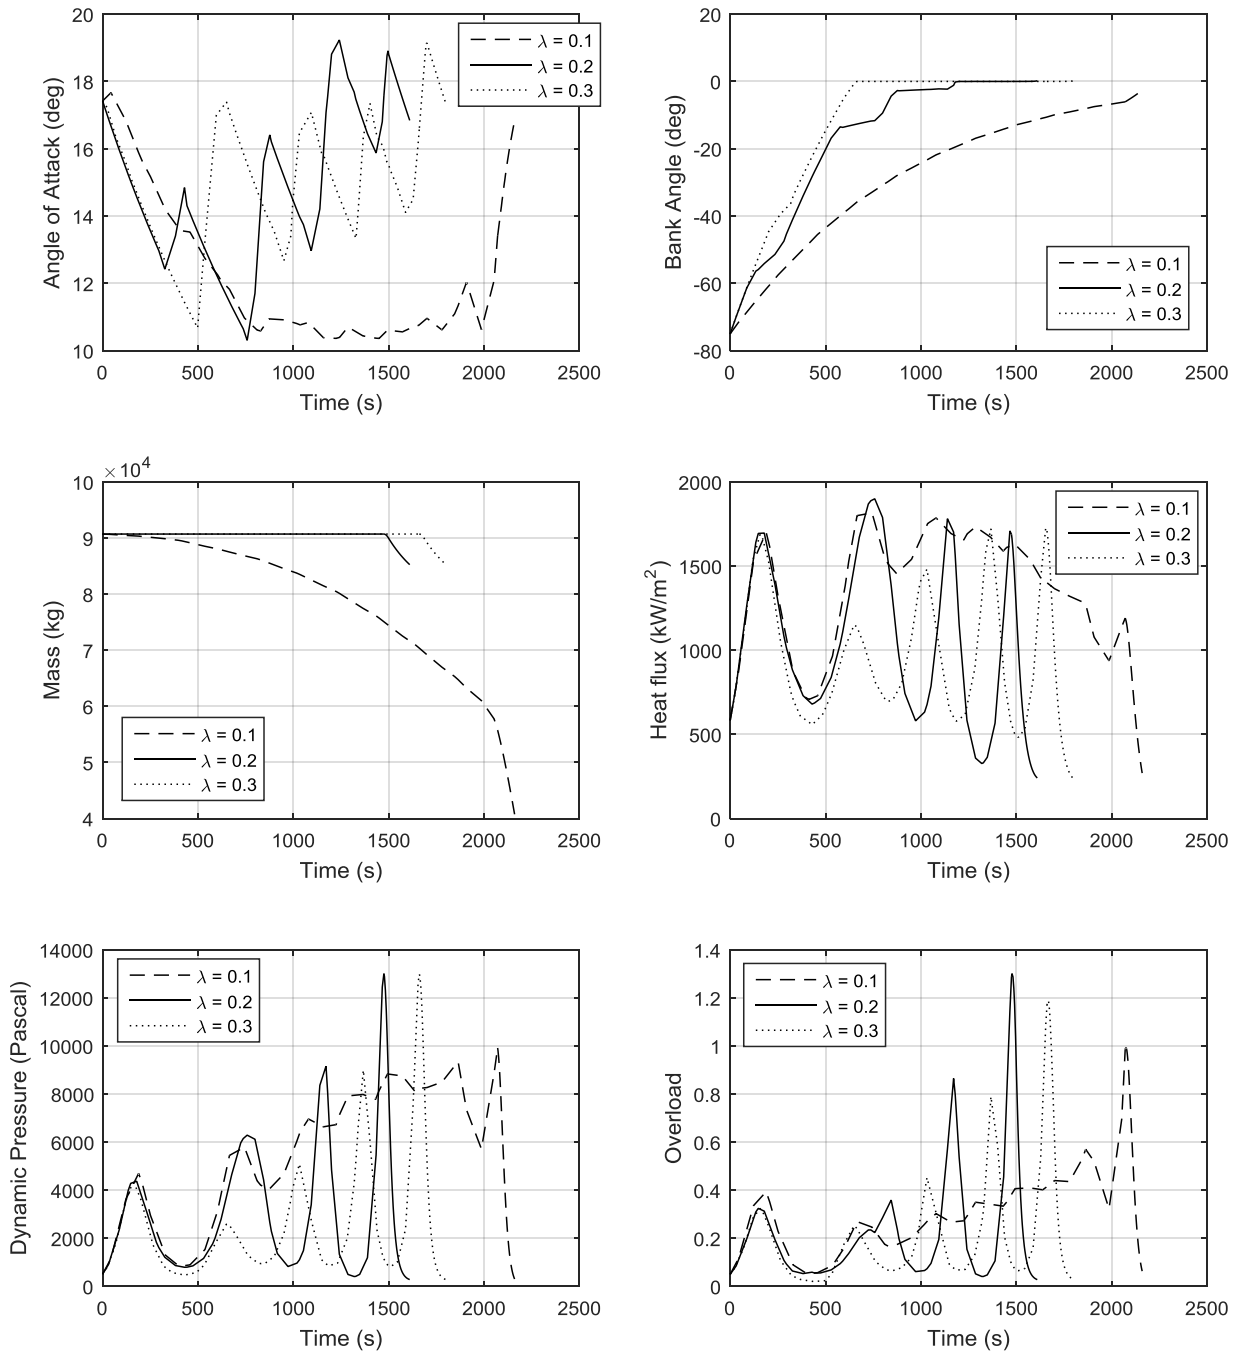 20
18
16
14
12
10
Angle of Attack (deg)
0 500 1000 1500 2000 2500
Time (s)
λ = 0.1
λ = 0.2
λ = 0.3
20
0
-20
-40
-60
-80
Bank Angle (deg)
0 500 1000 1500 2000 2500
Time (s)
λ = 0.1
λ = 0.2
λ = 0.3
×10⁴
10
9
8
7
6
5
4
Mass (kg)
0 500 1000 1500 2000 2500
Time (s)
λ = 0.1
λ = 0.2
λ = 0.3
2000
1500
1000
500
0
Heat flux (kW/m²)
0 500 1000 1500 2000 2500
Time (s)
λ = 0.1
λ = 0.2
λ = 0.3
14000
12000
10000
8000
6000
4000
2000
0
Dynamic Pressure (Pascal)
0 500 1000 1500 2000 2500
Time (s)
λ = 0.1
λ = 0.2
λ = 0.3
1.4
1.2
1
0.8
0.6
0.4
0.2
0
Overload
0 500 1000 1500 2000 2500
Time (s)
λ = 0.1
λ = 0.2
λ = 0.3